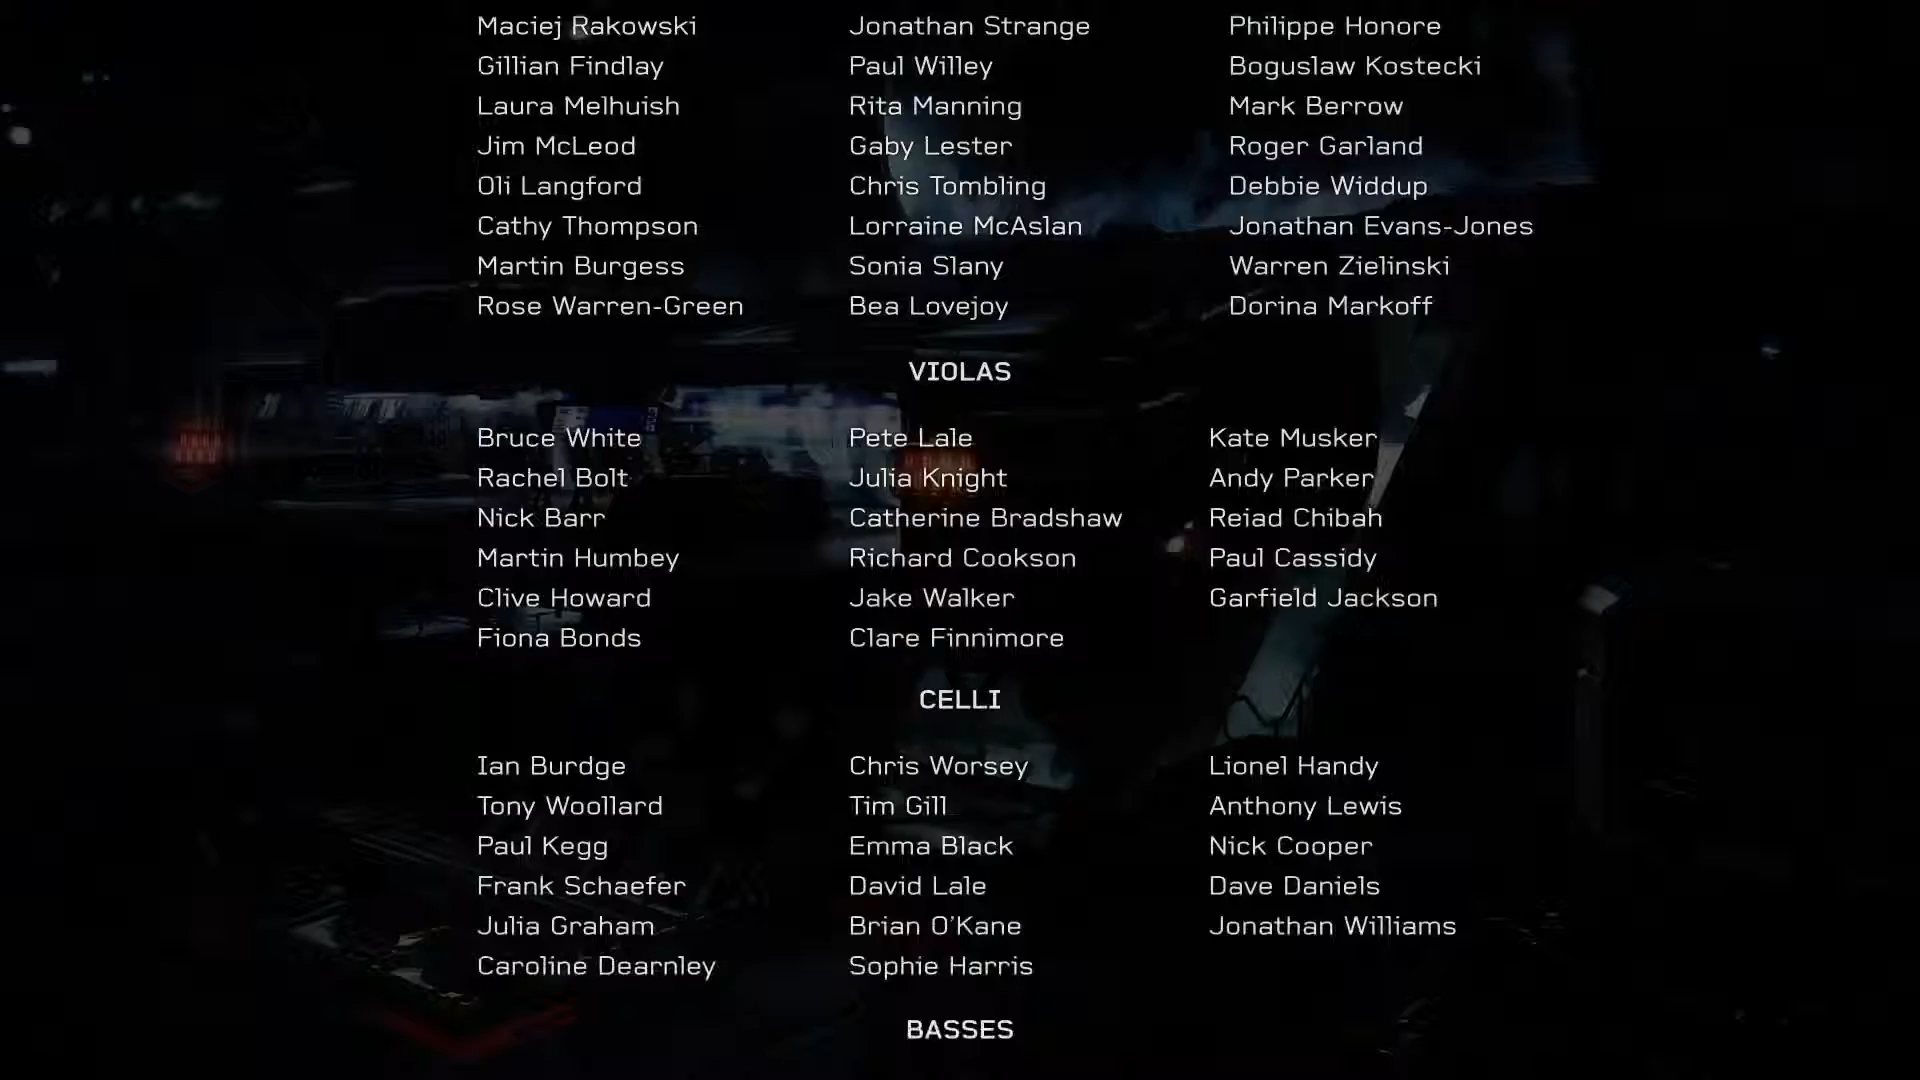 Maciej Rakowski Jonathan Strange Philippe Honore
Gillian Findlay Paul Willey Boguslaw Kostecki
Laura Melhuish Rita Manning Mark Berrow
Jim McLeod Gaby Lester Roger Garland
Oli Langford Chris Tombling Debbie Widdup
Cathy Thompson Lorraine McAslan Jonathan Evans-Jones
Martin Burgess Sonia Slany Warren Zielinski
Rose Warren-Green Bea Lovejoy Dorina Markoff
VIOLAS
Bruce White Pete Lale Kate Musker
Rachel Bolt Julia Knight Andy Parker
Nick Barr Catherine Bradshaw Reiad Chibah
Martin Humbey Richard Cookson Paul Cassidy
Clive Howard Jake Walker Garfield Jackson
Fiona Bonds Clare Finnimore
CELLI
Ian Burdge Chris Worsey Lionel Handy
Tony Woollard Tim Gill Anthony Lewis
Paul Kegg Emma Black Nick Cooper
Frank Schaefer David Lale Dave Daniels
Julia Graham Brian O'Kane Jonathan Williams
Caroline Dearnley Sophie Harris
BASSES